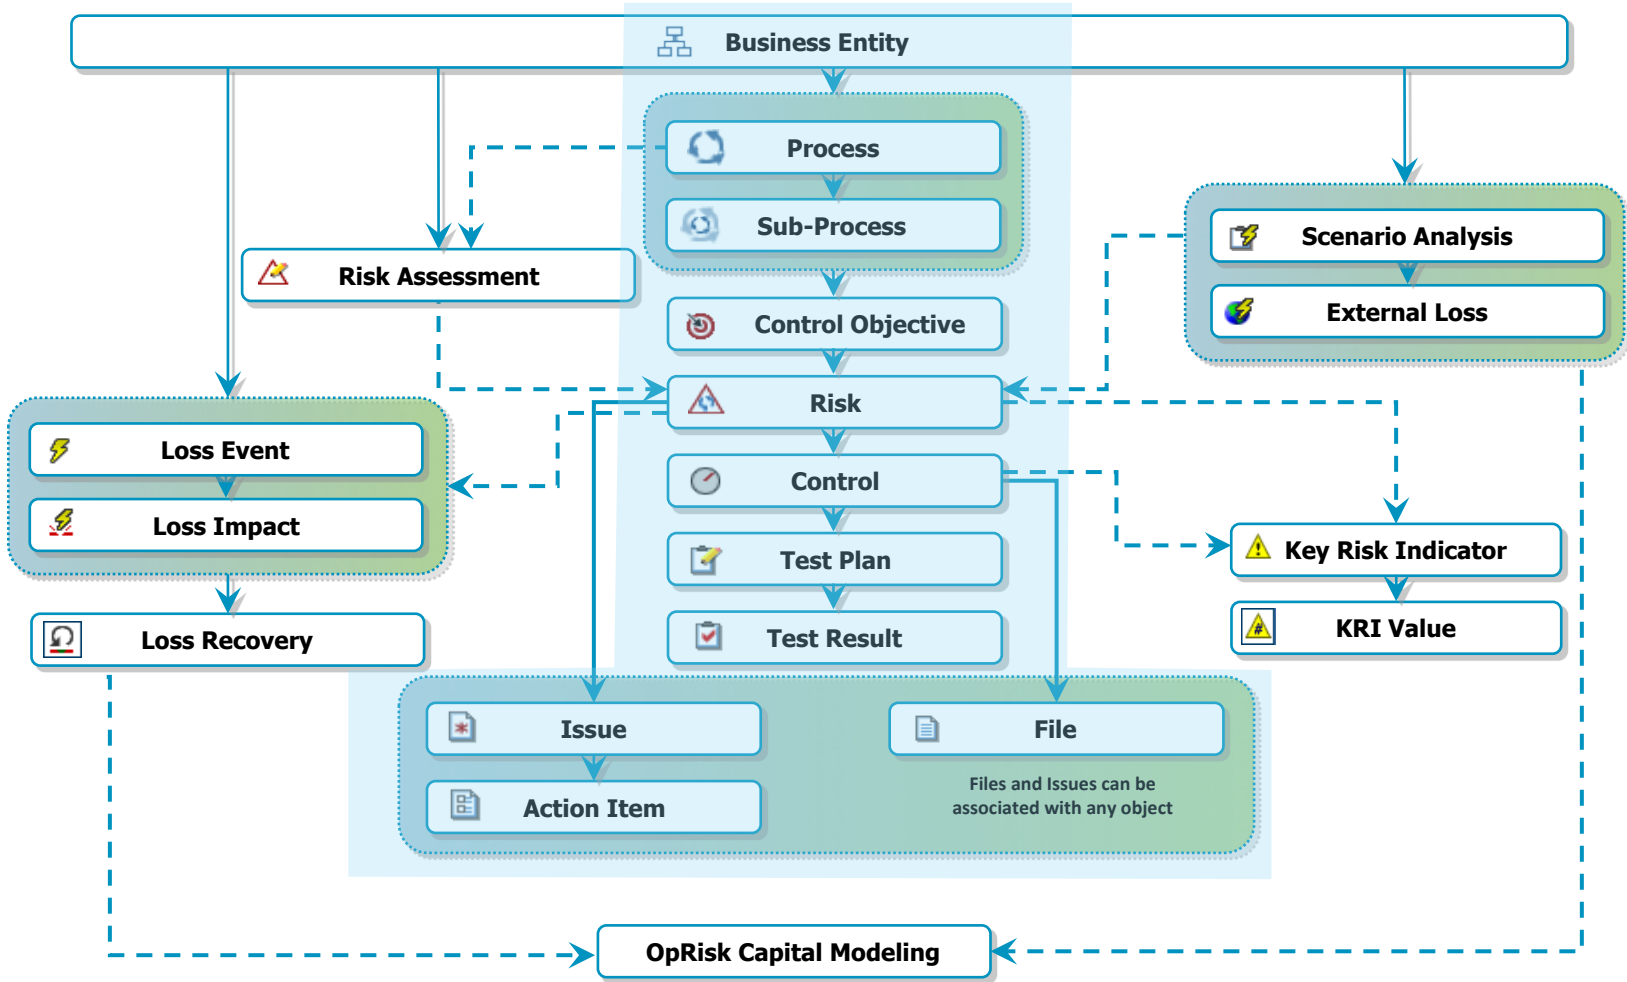 Business Entity
Process
Sub-Process
Scenario Analysis
Risk Assessment
External Loss
Control Objective
Risk
Loss Event
Control
Loss Impact
Key Risk Indicator
Test Plan
KRI Value
Test Result
Loss Recovery
Issue
File
Files and Issues can be
associated with any object
Action Item
OpRisk Capital Modeling